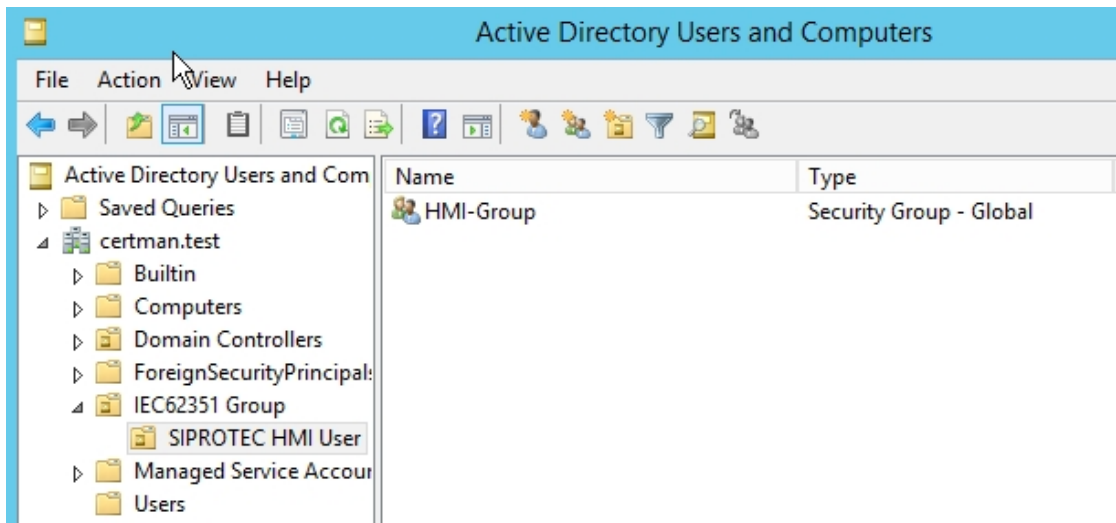 Active Directory Users and Computers
File Action View Help
Active Directory Users and Com
Saved Queries
certman.test
Builtin
Computers
Domain Controllers
ForeignSecurityPrincipals
IEC62351 Group
SIPROTEC HMI User
Managed Service Accour
Users
Name Type
HMI-Group Security Group - Global